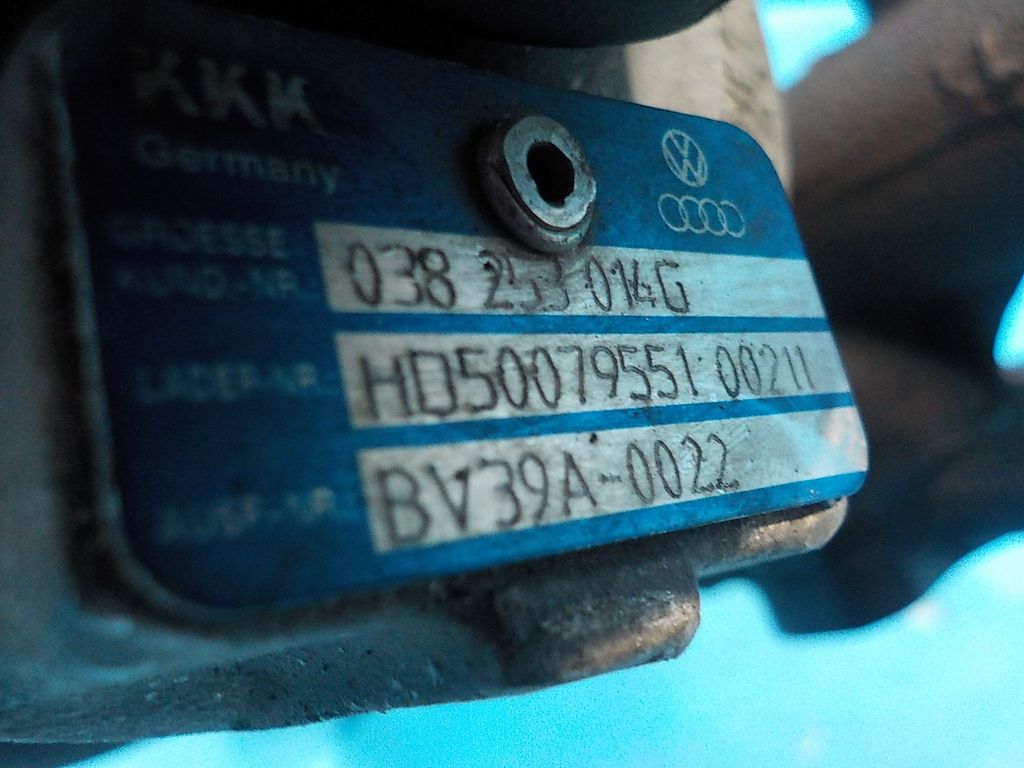 KKK
Germany
GROESSE
KUND.-NR. 038 253 014G
LADER-NR. HD50079551 00211
AUSF-NR. BV39A-0022